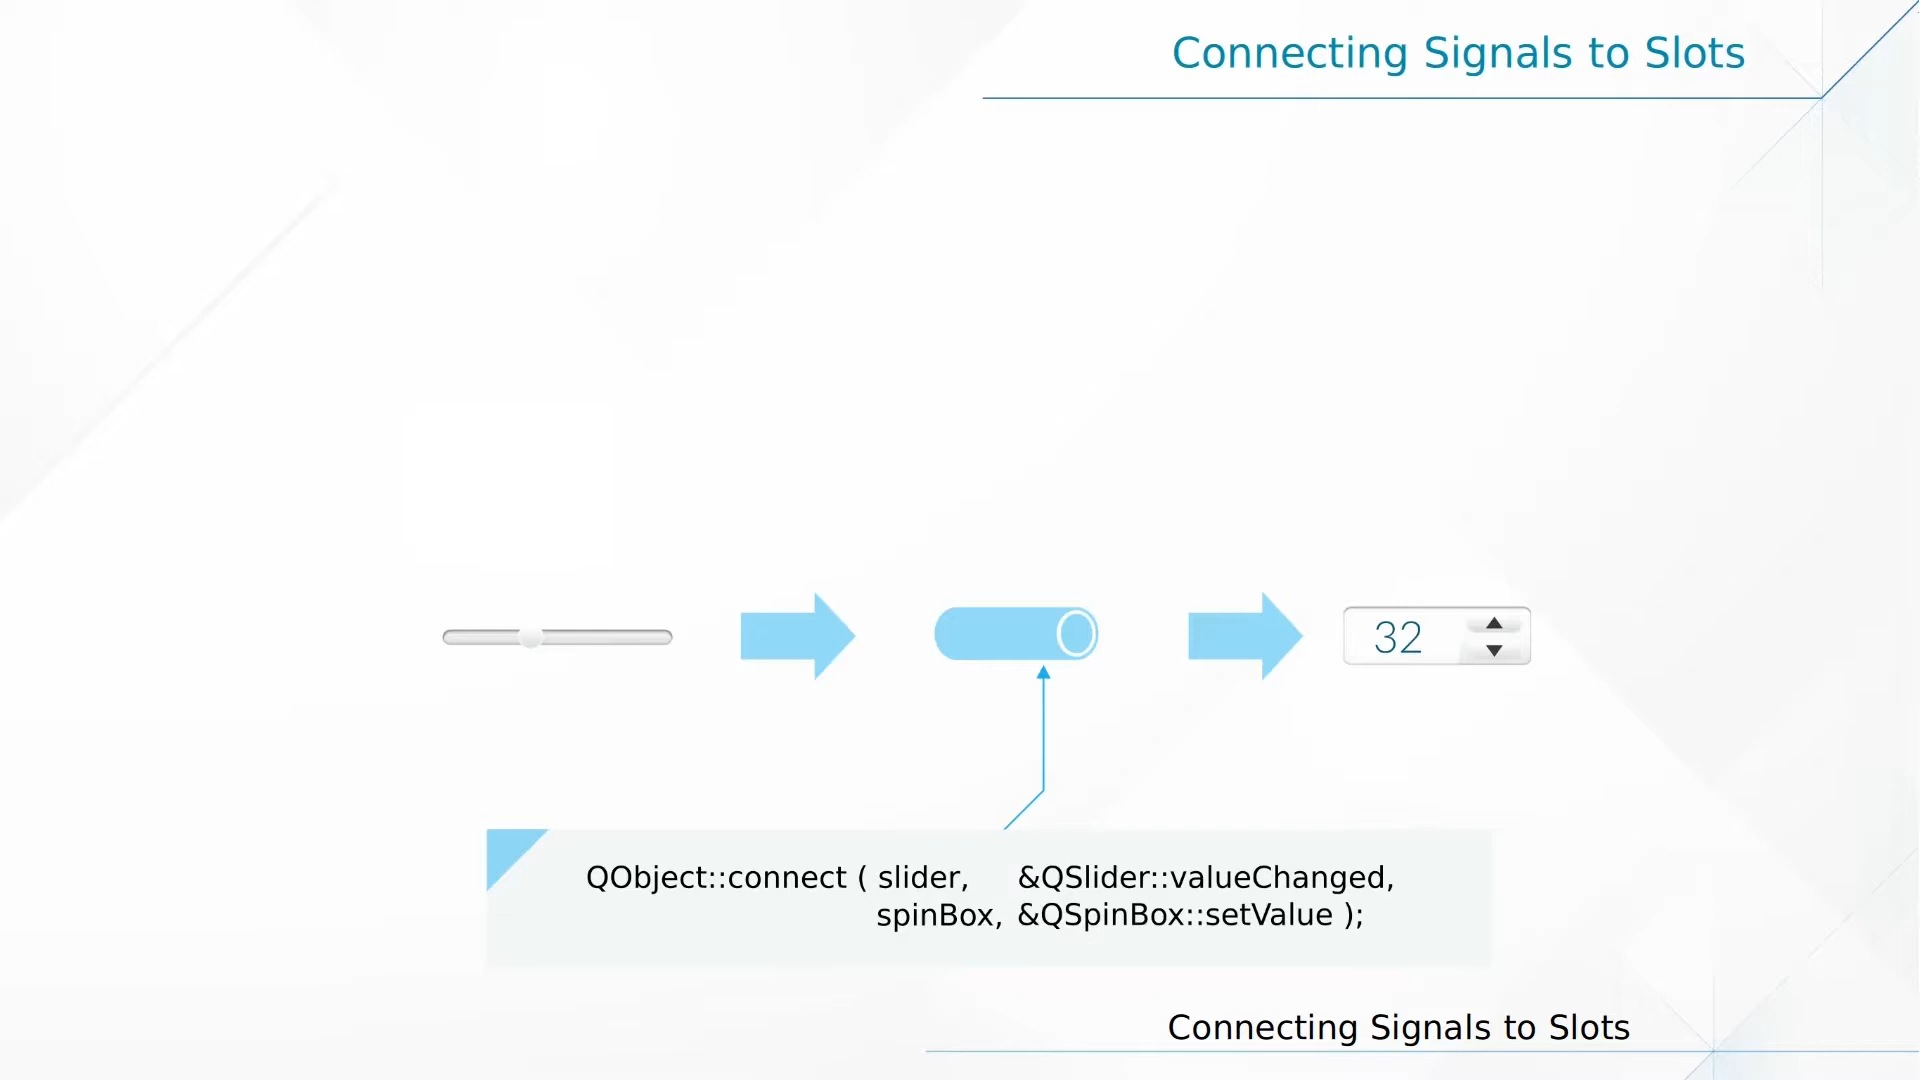 Connecting Signals to Slots
32
QObject::connect ( slider, &QSlider::valueChanged,
spinBox, &QSpinBox::setValue );
Connecting Signals to Slots